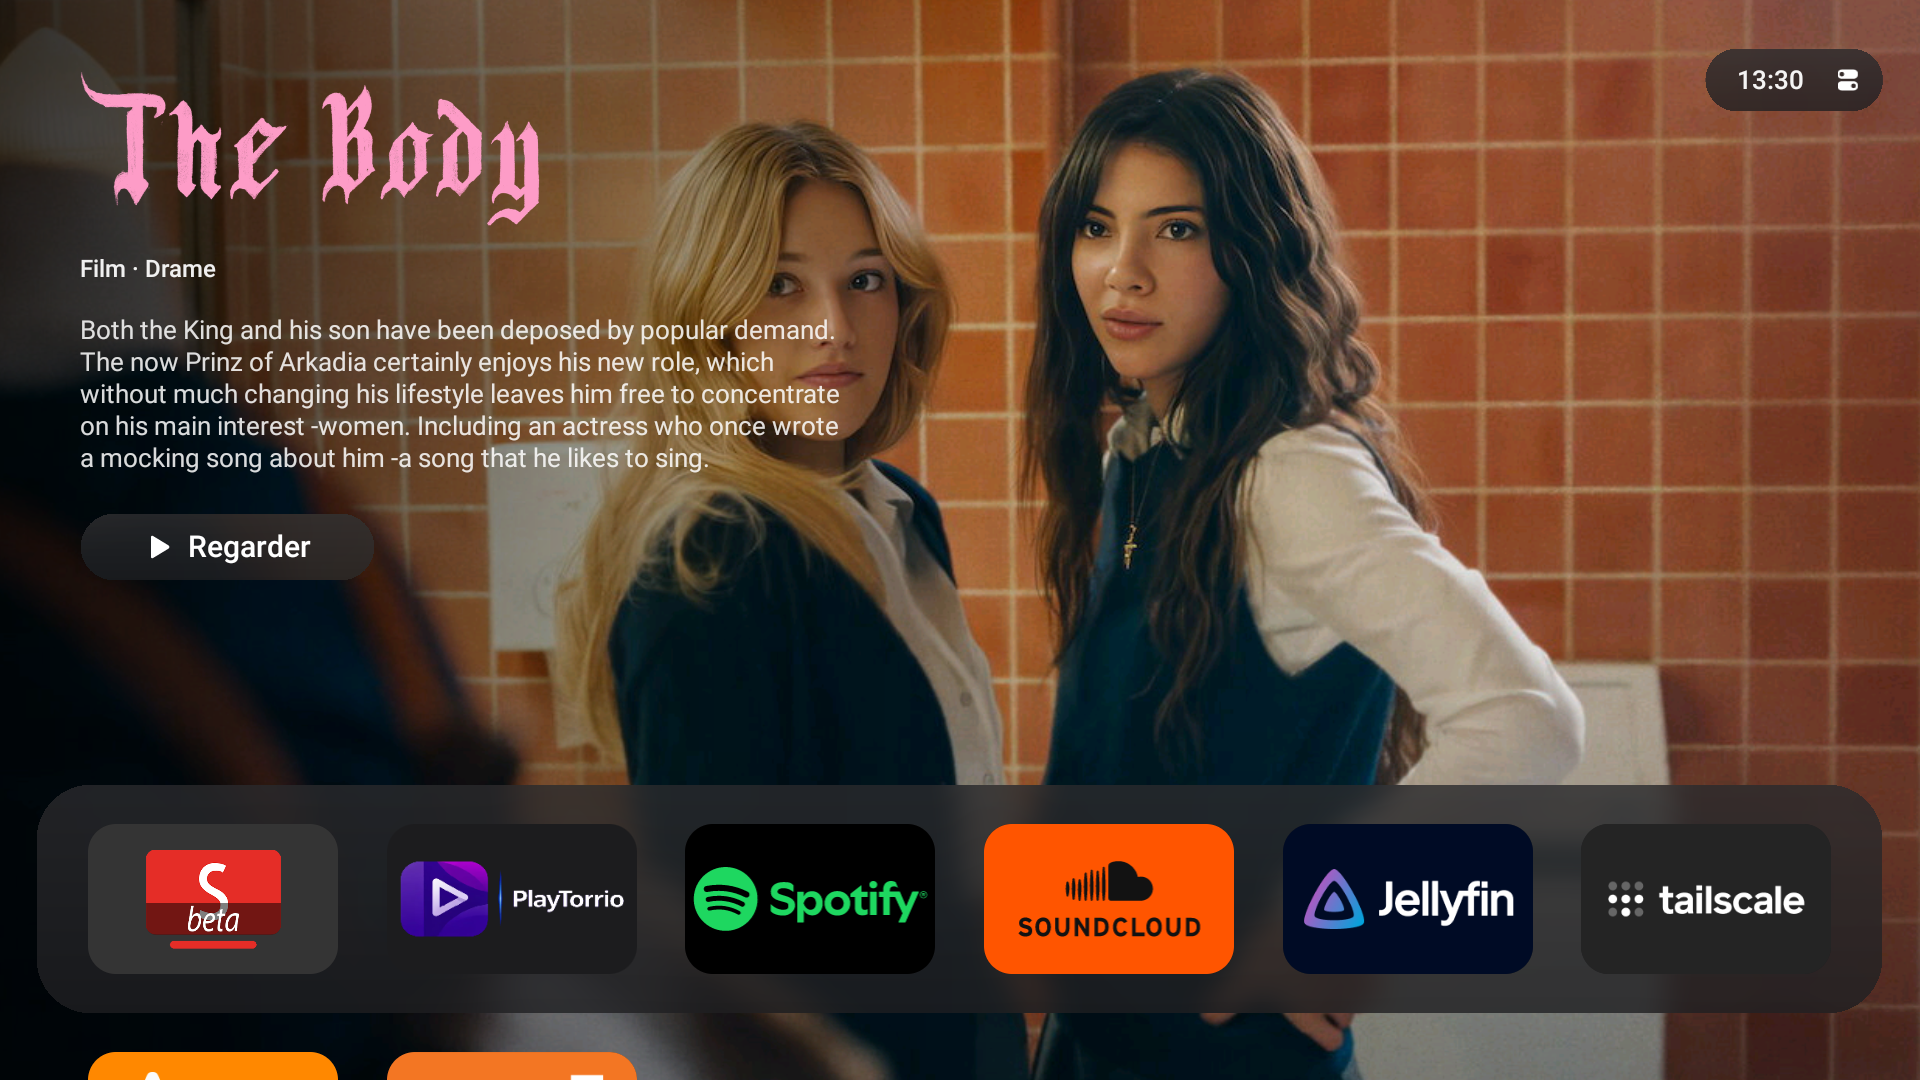 The Body
13:30
Film · Drame
Both the King and his son have been deposed by popular demand.
The now Prinz of Arkadia certainly enjoys his new role, which
without much changing his lifestyle leaves him free to concentrate
on his main interest -women. Including an actress who once wrote
a mocking song about him -a song that he likes to sing.
Regarder
S
beta
PlayTorrio
Spotify
SOUNDCLOUD
Jellyfin
tailscale